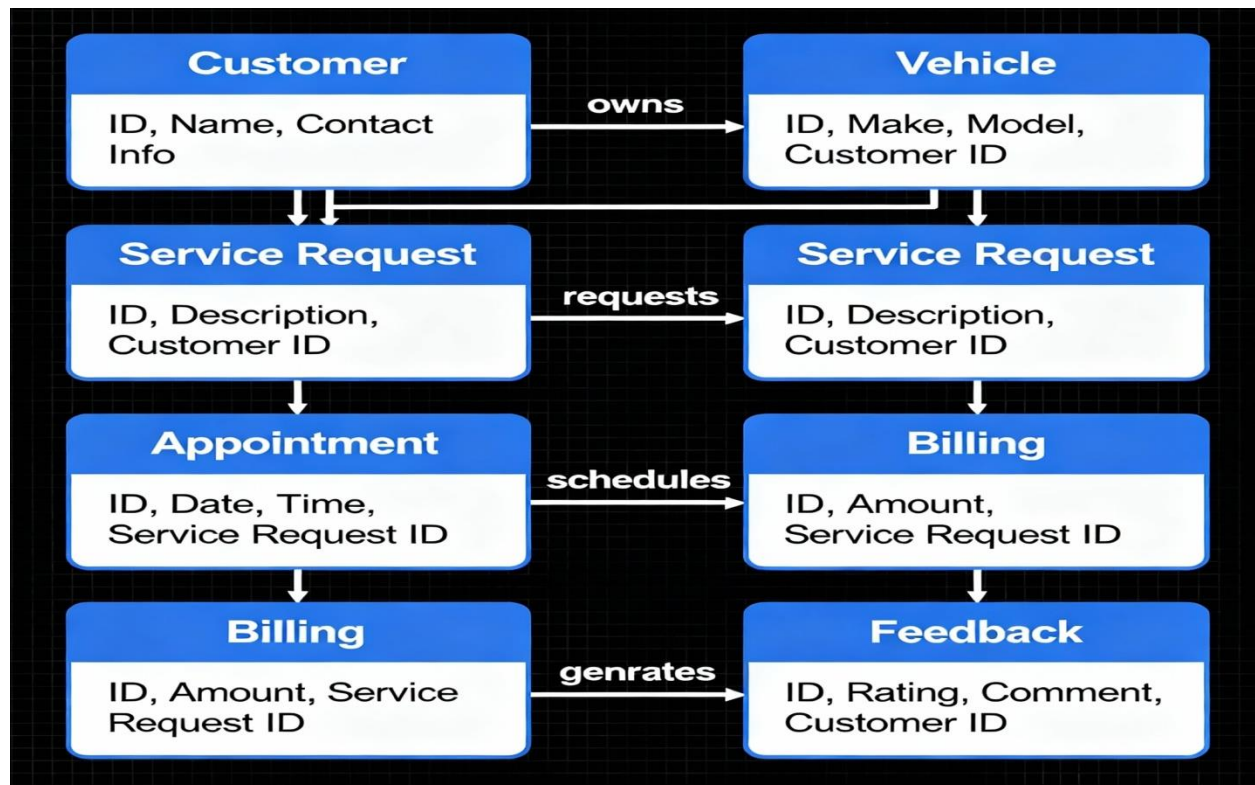 Customer
ID, Name, Contact
Info
owns
Vehicle
ID, Make, Model,
Customer ID
Service Request
ID, Description,
Customer ID
requests
Service Request
ID, Description,
Customer ID
Appointment
ID, Date, Time,
Service Request ID
schedules
Billing
ID, Amount,
Service Request ID
Billing
ID, Amount, Service
Request ID
genrates
Feedback
ID, Rating, Comment,
Customer ID